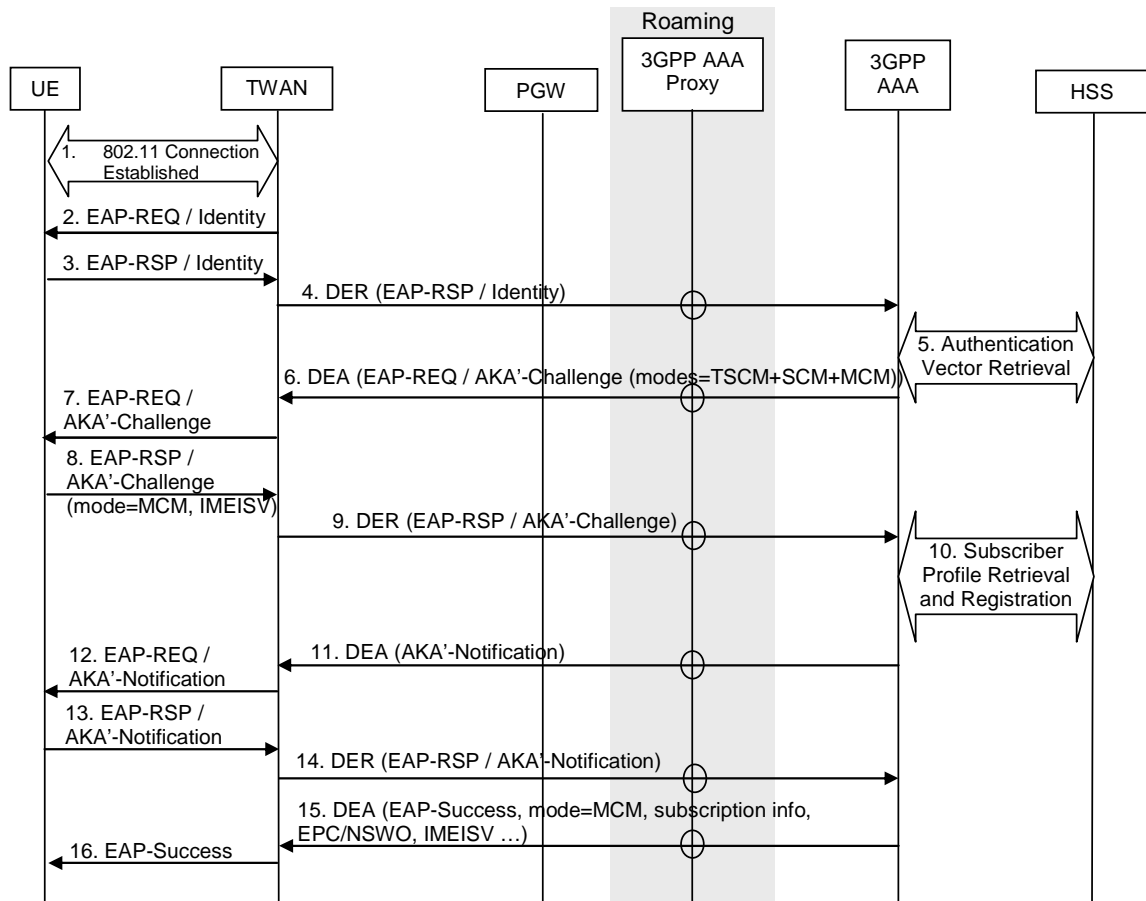 Roaming
UE
TWAN
PGW
3GPP AAA
Proxy
3GPP
AAA
HSS
1. 802.11 Connection
Established
2. EAP-REQ / Identity
3. EAP-RSP / Identity
4. DER (EAP-RSP / Identity)
5. Authentication
Vector Retrieval
6. DEA (EAP-REQ / AKA'-Challenge (modes=TSCM+SCM+MCM))
7. EAP-REQ /
AKA'-Challenge
8. EAP-RSP /
AKA'-Challenge
(mode=MCM, IMEISV)
9. DER (EAP-RSP / AKA'-Challenge)
10. Subscriber
Profile Retrieval
and Registration
11. DEA (AKA'-Notification)
12. EAP-REQ /
AKA'-Notification
13. EAP-RSP /
AKA'-Notification
14. DER (EAP-RSP / AKA'-Notification)
15. DEA (EAP-Success, mode=MCM, subscription info,
EPC/NSWO, IMEISV …)
16. EAP-Success